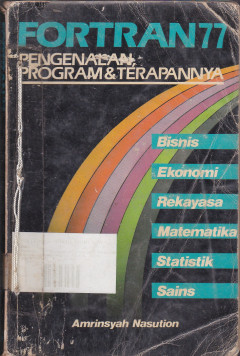 FORTRAN77
PENGENALAN
PROGRAM&TERAPANNYA
Bisnis
Ekonomi
Rekayasa
Matematika
Statistik
Sains
Amrinsyah Nasution